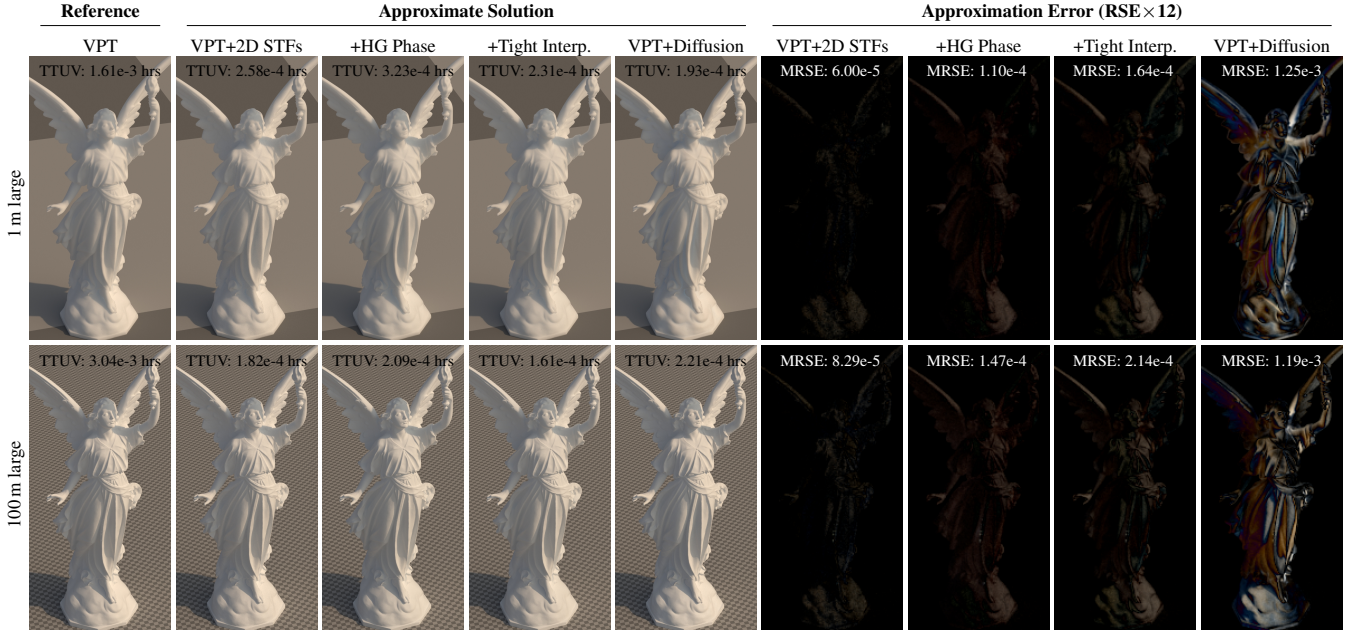 Reference Approximate Solution Approximation Error (RSE×12)
VPT VPT+2D STFs +HG Phase +Tight Interp. VPT+Diffusion VPT+2D STFs +HG Phase +Tight Interp. VPT+Diffusion
TTUV: 1.61e-3 hrs TTUV: 2.58e-4 hrs TTUV: 3.23e-4 hrs TTUV: 2.31e-4 hrs TTUV: 1.93e-4 hrs MRSE: 6.00e-5 MRSE: 1.10e-4 MRSE: 1.64e-4 MRSE: 1.25e-3
1 m large
TTUV: 3.04e-3 hrs TTUV: 1.82e-4 hrs TTUV: 2.09e-4 hrs TTUV: 1.61e-4 hrs TTUV: 2.21e-4 hrs MRSE: 8.29e-5 MRSE: 1.47e-4 MRSE: 2.14e-4 MRSE: 1.19e-3
100 m large